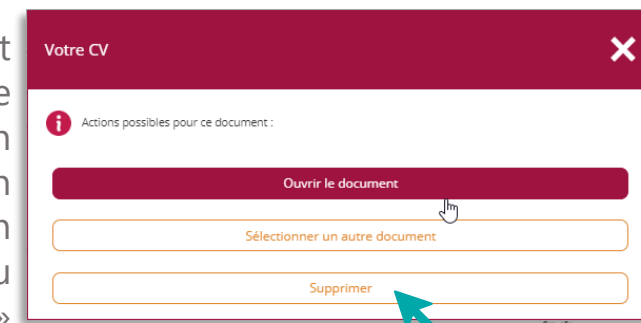 Votre CV
Actions possibles pour ce document :
Ouvrir le document
Sélectionner un autre document
Supprimer
t
e
n
n
n
u
»